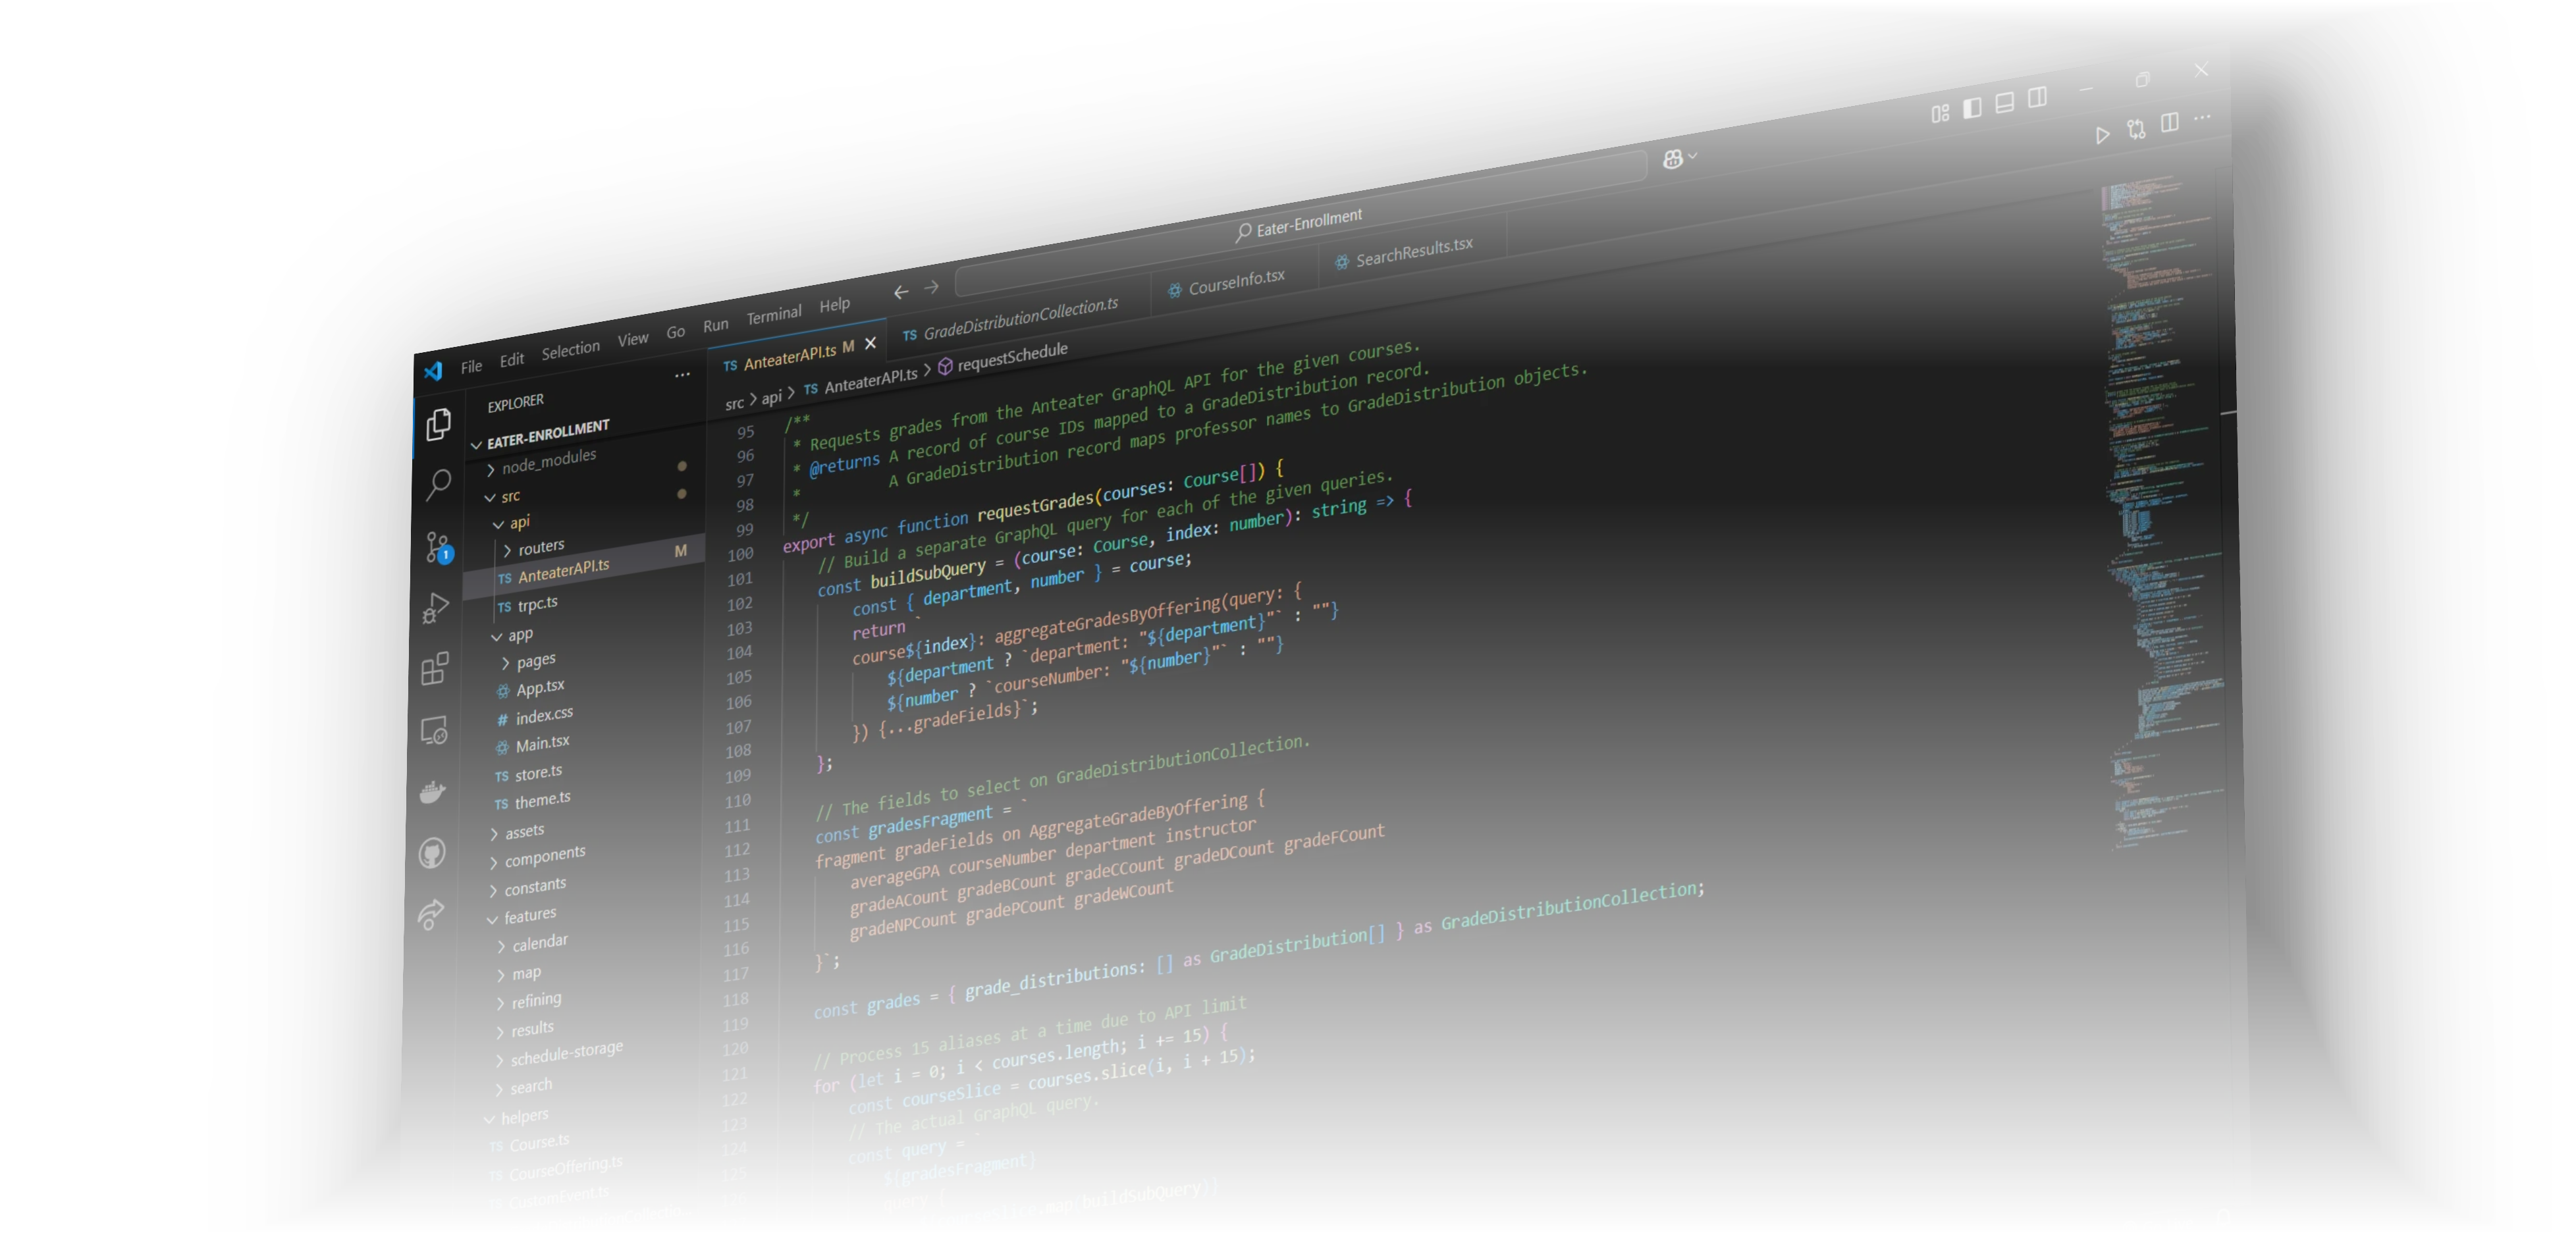 File Edit Selection View Go Run Terminal Help
Eater-Enrollment
EXPLORER
EATER-ENROLLMENT
node_modules
src
api
routers
TS AnteaterAPI.ts M
TS trpc.ts
app
pages
App.tsx
# index.css
Main.tsx
TS store.ts
TS theme.ts
assets
components
constants
features
calendar
map
refining
results
schedule-storage
search
helpers
TS Course.ts
TS CourseOffering.ts
TS CustomEvent.ts
1
TS AnteaterAPI.ts M
TS GradeDistributionCollection.ts
CourseInfo.tsx
SearchResults.tsx
src > api > TS AnteaterAPI.ts > requestSchedule
95 /**
96 * Requests grades from the Anteater GraphQL API for the given courses.
97 * @returns A record of course IDs mapped to a GradeDistribution record.
98 * A GradeDistribution record maps professor names to GradeDistribution objects.
99 */
100 export async function requestGrades(courses: Course[]) {
101 // Build a separate GraphQL query for each of the given queries.
102 const buildSubQuery = (course: Course, index: number): string => {
103 const { department, number } = course;
104 return `
105 course${index}: aggregateGradesByOffering(query: {
106 ${department ? `department: "${department}"` : ""}
107 ${number ? `courseNumber: "${number}"` : ""}
108 }) {...gradeFields}`;
109 };
110
111 // The fields to select on GradeDistributionCollection.
112 const gradesFragment = `
113 fragment gradeFields on AggregateGradeByOffering {
114 averageGPA courseNumber department instructor
115 gradeACount gradeBCount gradeCCount gradeDCount gradeFCount
116 gradeNPCount gradePCount gradeWCount
117 }`;
118
119 const grades = { grade_distributions: [] as GradeDistribution[] } as GradeDistributionCollection;
120
121 // Process 15 aliases at a time due to API limit
122 for (let i = 0; i < courses.length; i += 15) {
123 const courseSlice = courses.slice(i, i + 15);
124 // The actual GraphQL query.
125 const query = `
${gradesFragment}
query {
.map(buildSubQuery)}